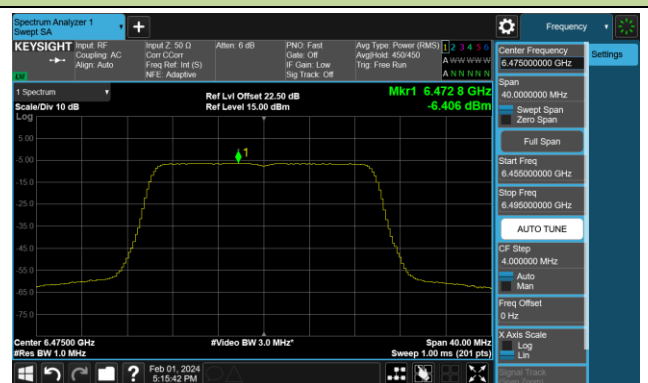 Spectrum Analyzer 1
Swept SA
Frequency
KEYSIGHT
Input: RF
Coupling: AC
Align: Auto
Input Z: 50 Ω
Corr CCorr
Freq Ref: Int (S)
NFE: Adaptive
Atten: 6 dB
PNO: Fast
Gate: Off
IF Gain: Low
Sig Track: Off
Avg Type: Power (RMS)
Avg|Hold: 450/450
Trig: Free Run
1 2 3 4 5 6
A W W W W W
A N N N N N
LW
1 Spectrum
Scale/Div 10 dB
Log
Ref Lvl Offset 22.50 dB
Ref Level 15.00 dBm
Mkr1 6.472 8 GHz
-6.406 dBm
1
5.00
-5.00
-15.0
-25.0
-35.0
-45.0
-55.0
-65.0
-75.0
Center 6.47500 GHz
#Res BW 1.0 MHz
#Video BW 3.0 MHz*
Span 40.00 MHz
Sweep 1.00 ms (201 pts)
Feb 01, 2024
5:15:42 PM
Center Frequency
6.475000000 GHz
Settings
Span
40.0000000 MHz
Swept Span
Zero Span
Full Span
Start Freq
6.455000000 GHz
Stop Freq
6.495000000 GHz
AUTO TUNE
CF Step
4.000000 MHz
Auto
Man
Freq Offset
0 Hz
X Axis Scale
Log
Lin
Signal Track